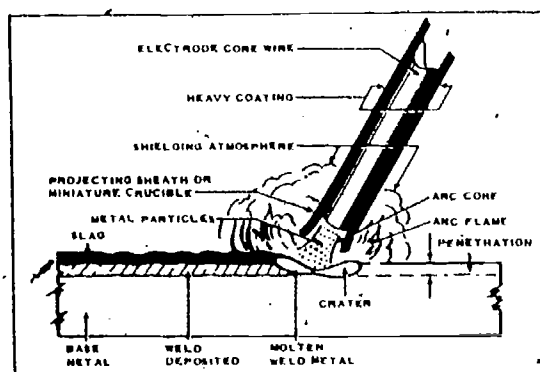 ELECTRODE CORE WIRE
HEAVY COATING
SHIELDING ATMOSPHERE
PROJECTING SHEATH OR
MINIATURE CRUCIBLE
METAL PARTICLES
SLAG
ARC CORE
ARC FLAME
PENETRATION
CRATER
BASE
METAL
WELD
DEPOSITED
MOLTEN
WELD METAL